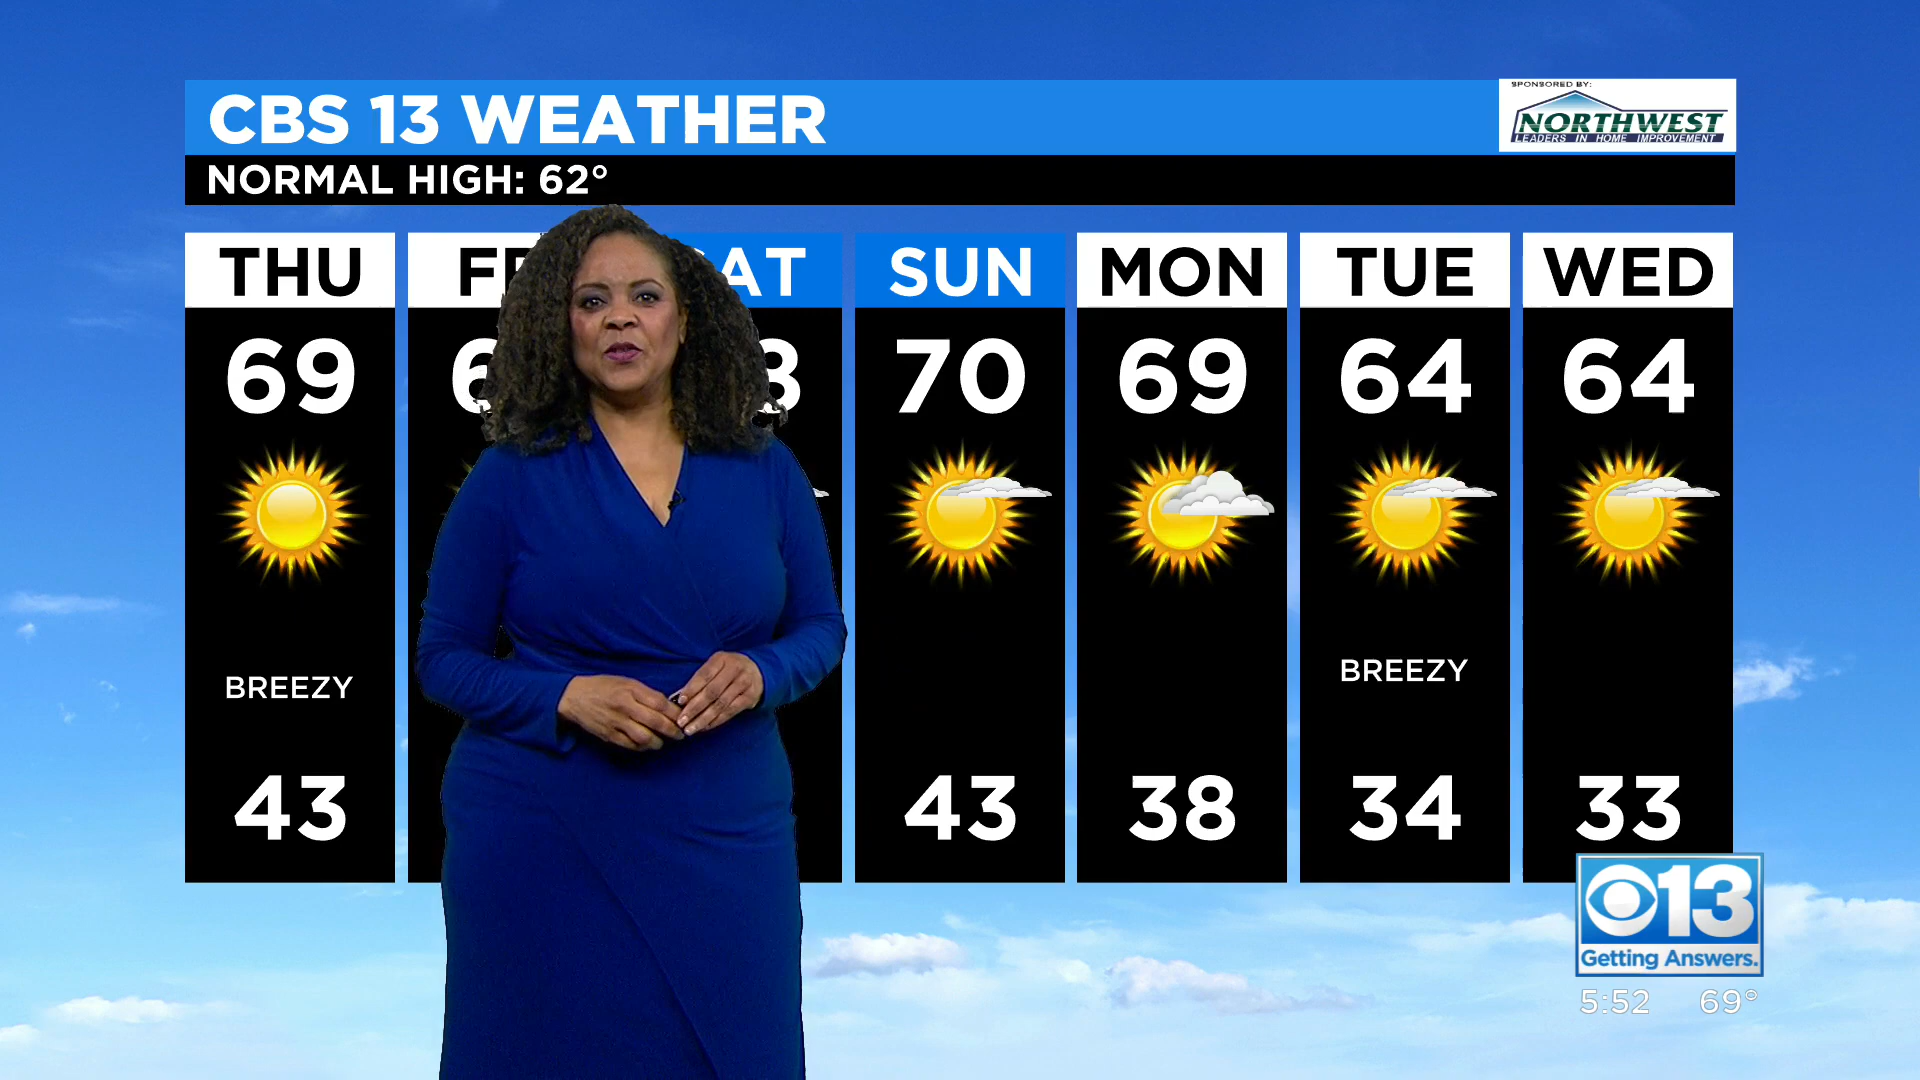 SPONSORED BY:
CBS 13 WEATHER
NORTHWEST
LEADERS IN HOME IMPROVEMENT
NORMAL HIGH: 62°
THU SUN MON TUE WED
69 70 69 64 64
BREEZY BREEZY
43 43 38 34 33
13
Getting Answers.
5:52 69°